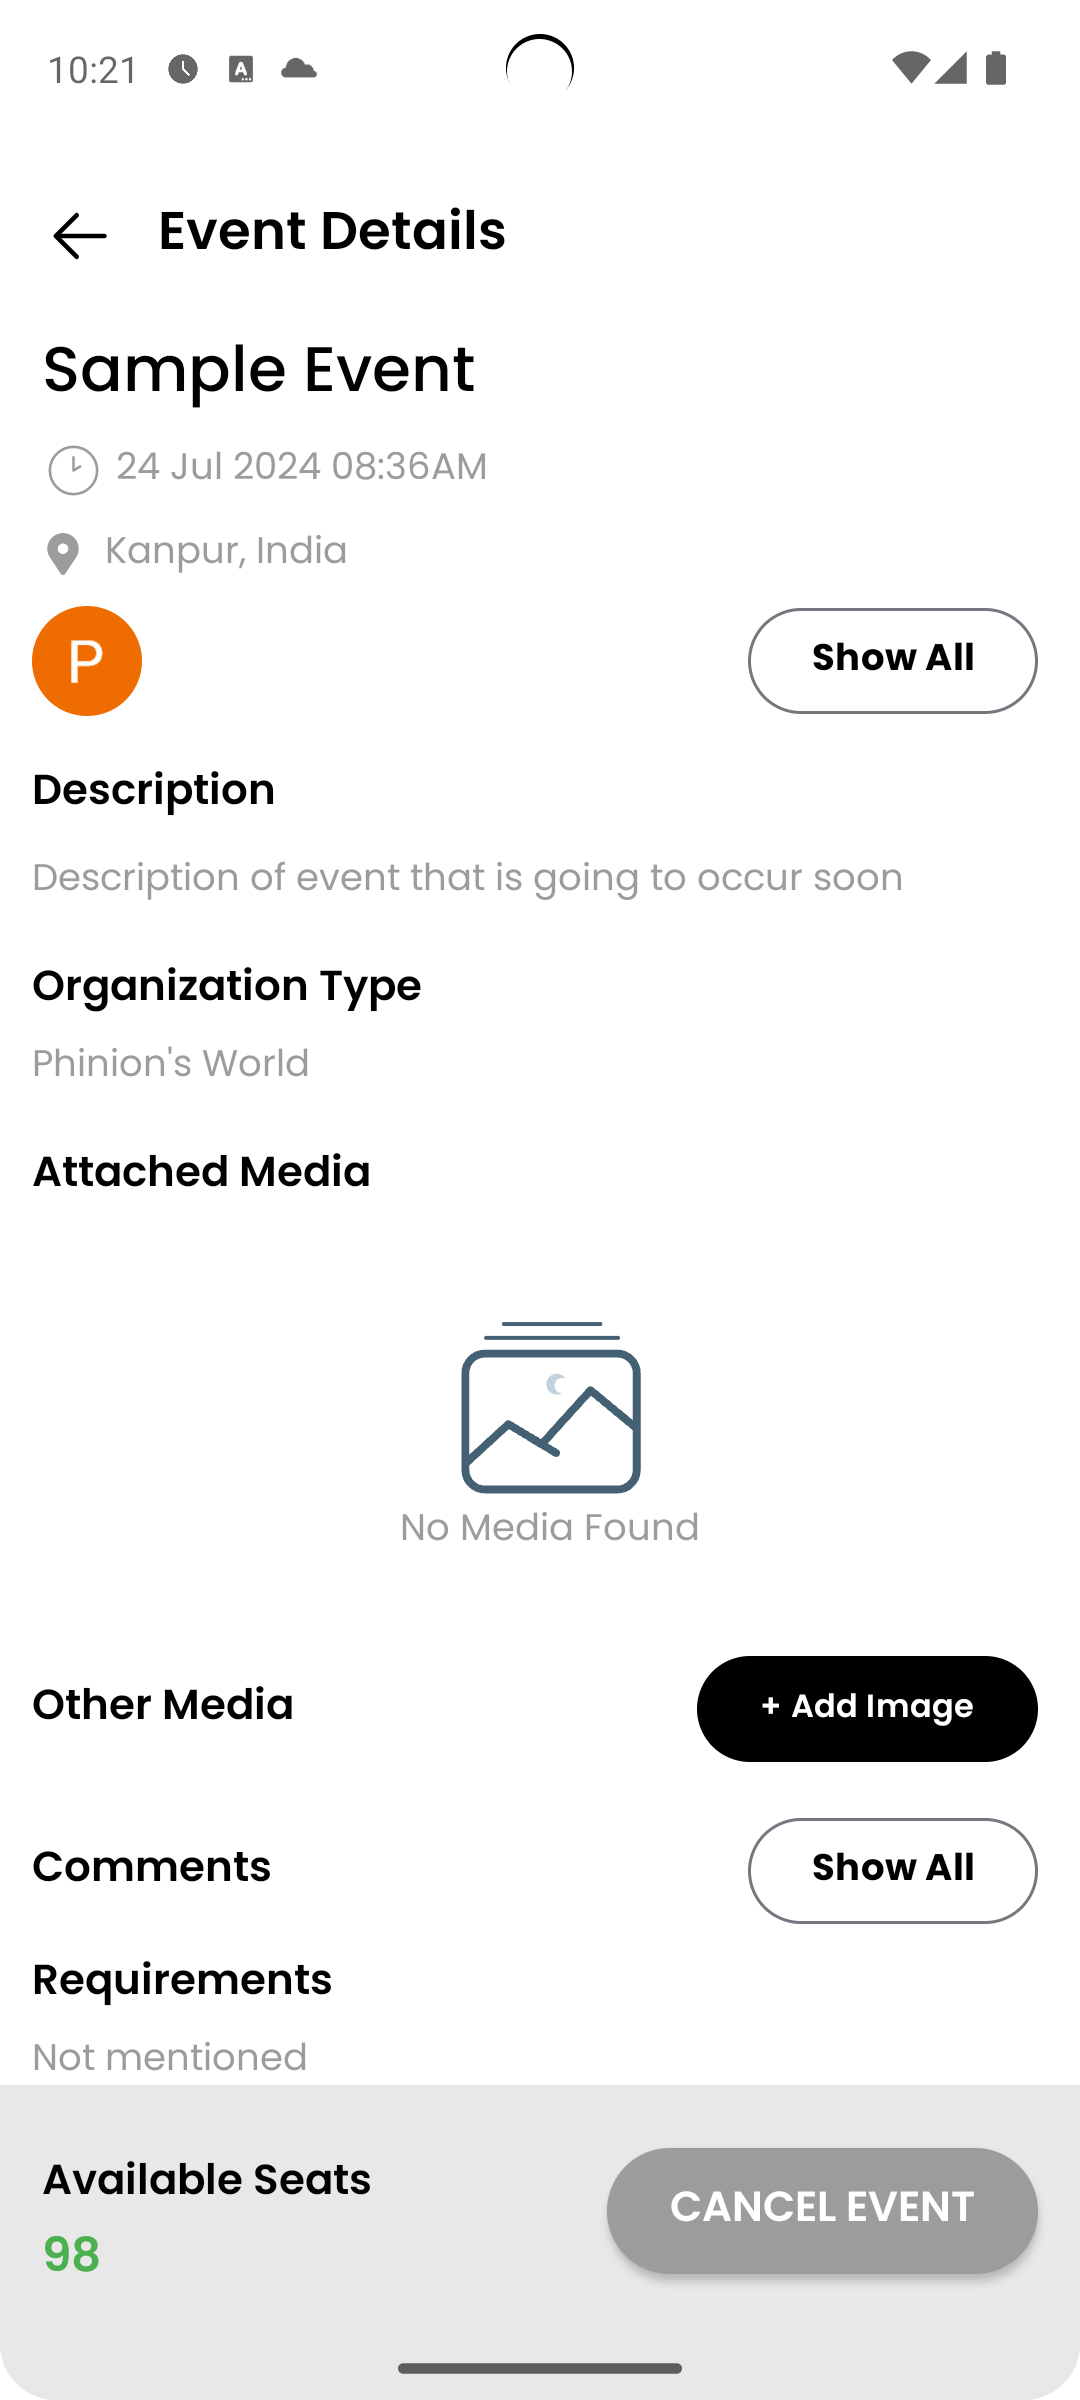 10:21
Event Details
Sample Event
24 Jul 2024 08:36AM
Kanpur, India
P
Show All
Description
Description of event that is going to occur soon
Organization Type
Phinion's World
Attached Media
No Media Found
Other Media
+ Add Image
Comments
Show All
Requirements
Not mentioned
Available Seats
98
CANCEL EVENT